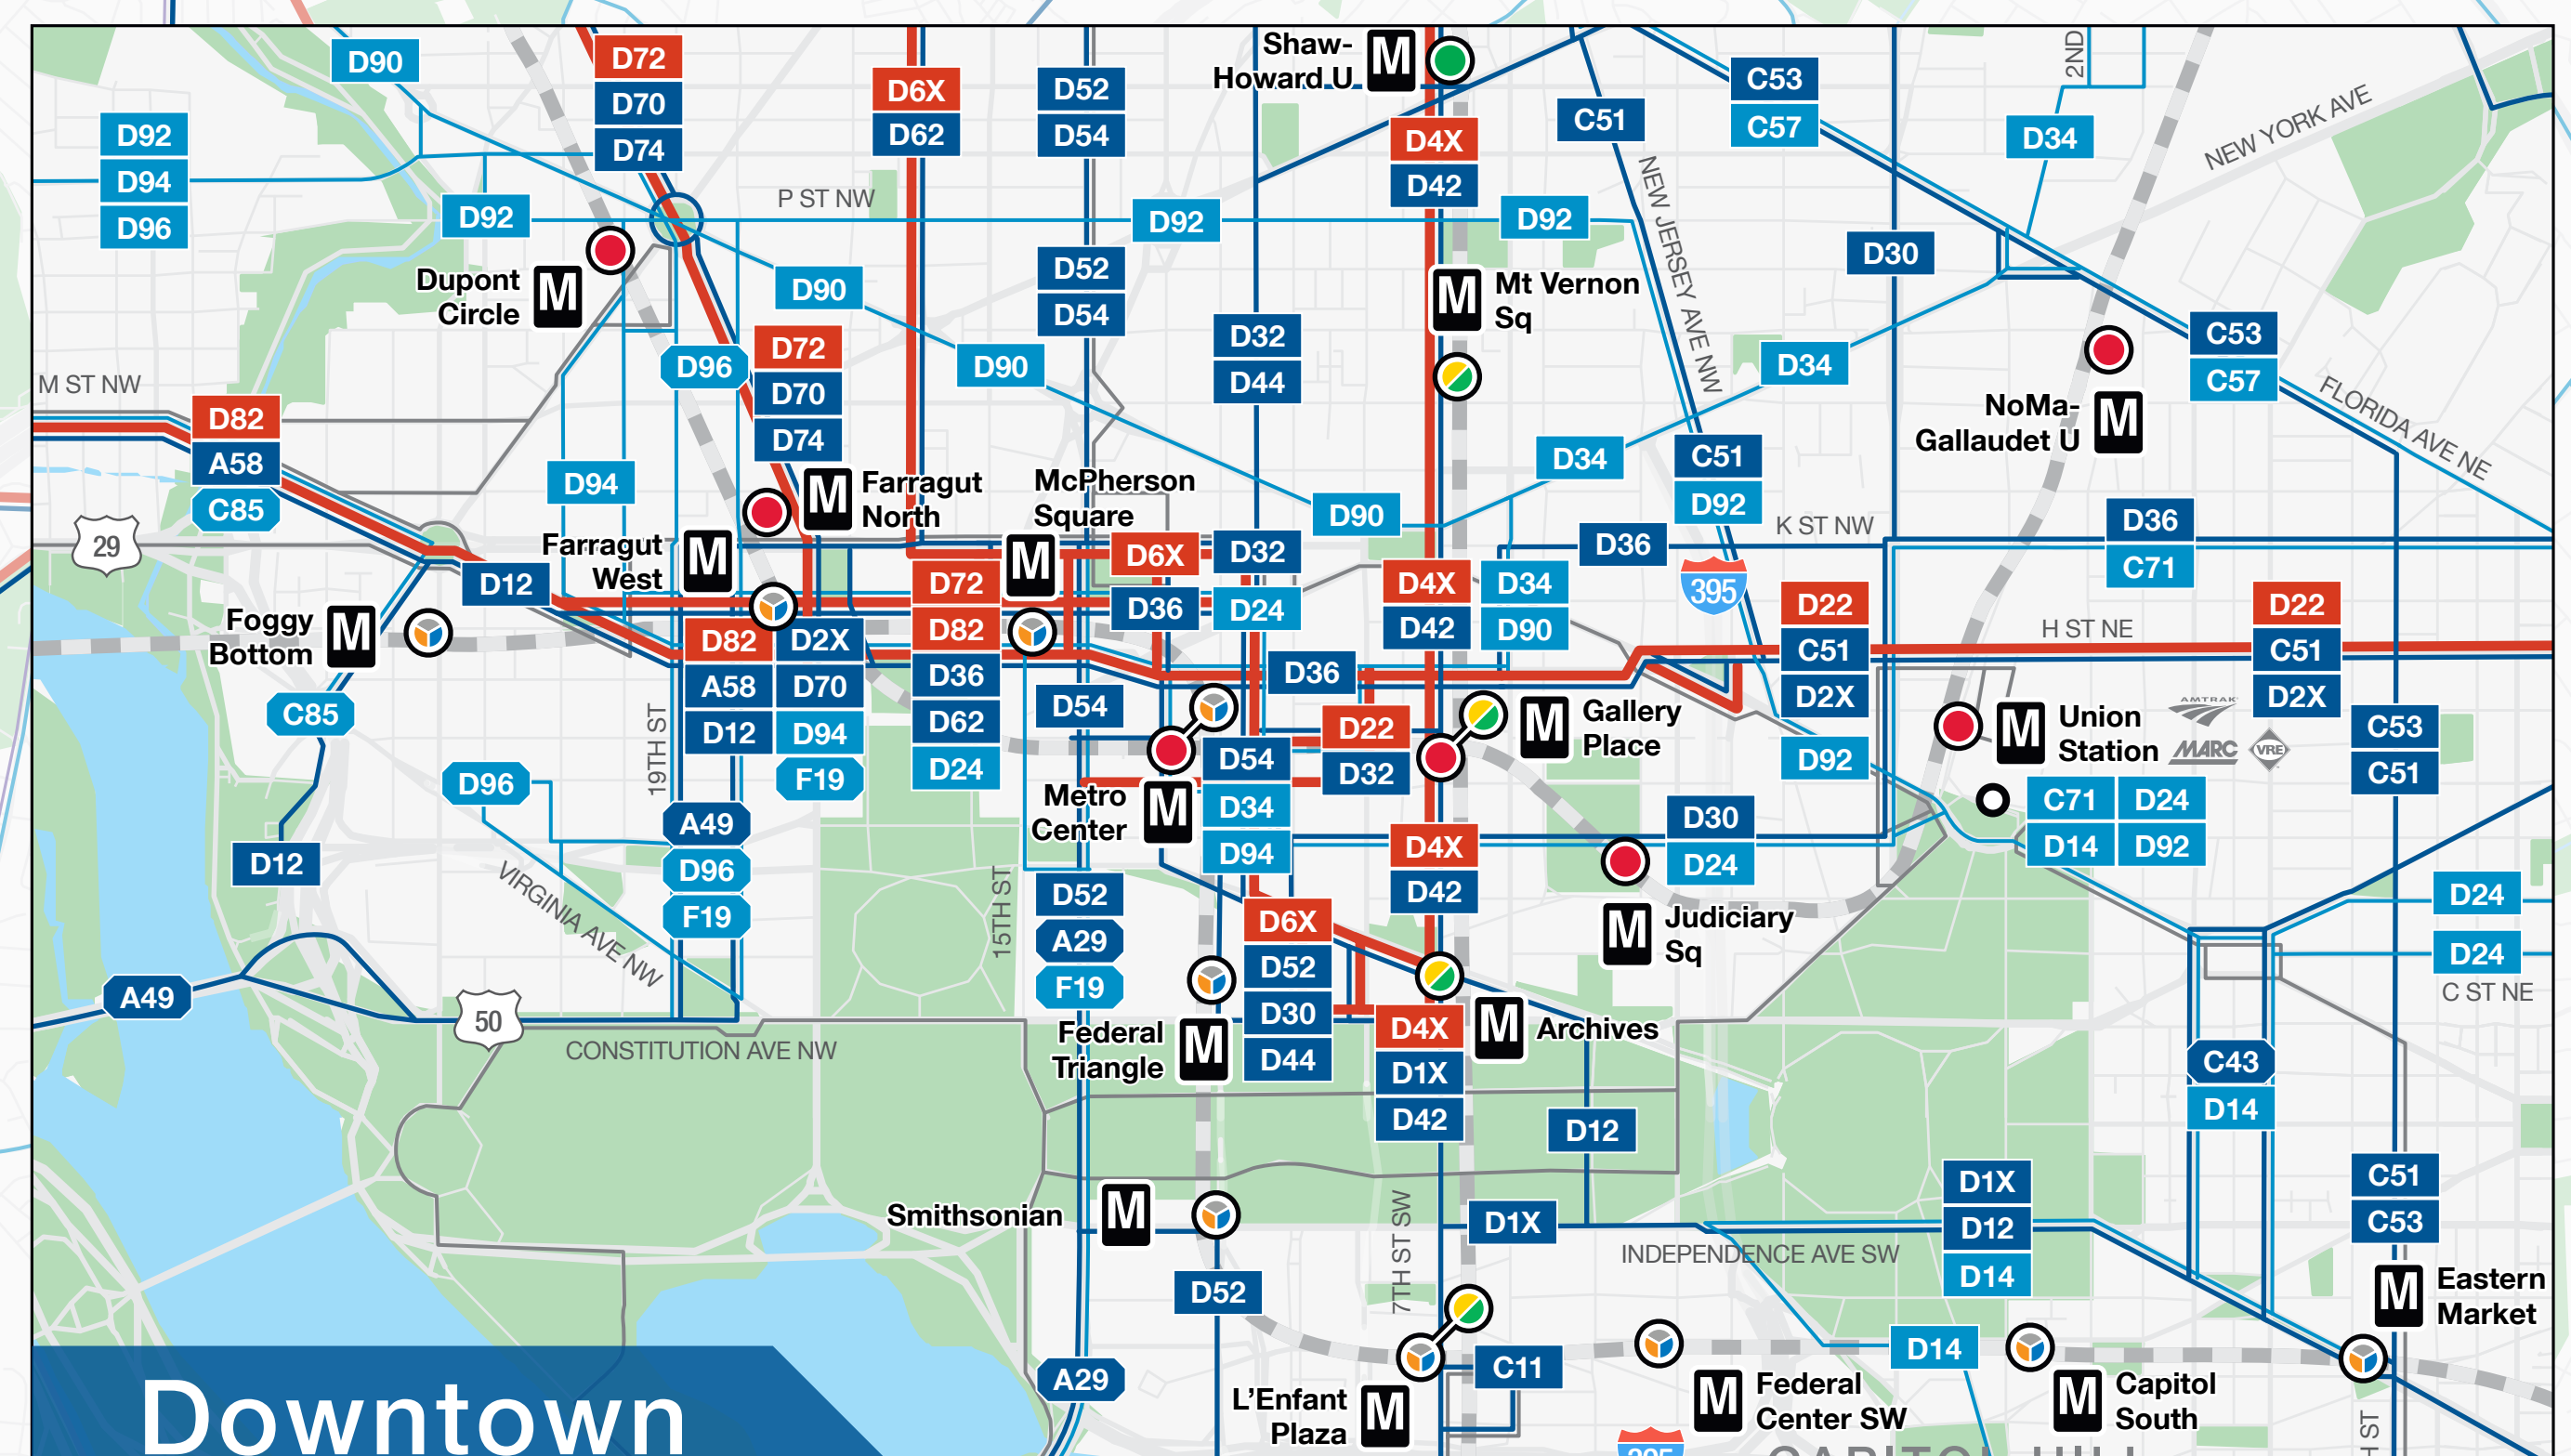 D90
D72
D70
D74
D6X
D62
D52
D54
Shaw-
Howard U
M
D4X
D42
C51
C53
C57
2ND
D34
NEW YORK AVE
D92
D94
D96
D92
P ST NW
D92
D92
NEW JERSEY AVE NW
D30
Dupont
Circle
M
D90
D52
D54
M
Mt Vernon
Sq
D32
D44
D96
D72
D70
D74
D90
D34
C53
C57
FLORIDA AVE NE
NoMa-
Gallaudet U
M
M ST NW
D82
A58
C85
D94
M
Farragut
North
McPherson
Square
M
D90
D34
C51
D92
K ST NW
D36
D36
C71
29
Farragut
West
M
D12
D6X
D32
D36
D24
D72
D82
D36
D62
D24
D4X
D42
D34
D90
395
D22
C51
D2X
H ST NE
D22
C51
D2X
Foggy
Bottom
M
C85
D82
A58
D12
D2X
D70
D94
F19
D36
D54
D22
D32
M
Gallery
Place
D92
M
Union
Station
AMTRAK
MARC
VRE
C53
C51
19TH ST
D96
D12
VIRGINIA AVE NW
A49
D96
F19
Metro
Center
M
D54
D34
D94
D4X
D42
D30
D24
C71
D24
D14
D92
M
Judiciary
Sq
D24
D24
C ST NE
15TH ST
D52
A29
F19
D6X
D52
D30
D44
A49
50
CONSTITUTION AVE NW
Federal
Triangle
M
D4X
D1X
D42
M
Archives
D12
C43
D14
Smithsonian
M
D52
7TH ST SW
D1X
INDEPENDENCE AVE SW
D1X
D12
D14
C51
C53
M
Eastern
Market
A29
L'Enfant
Plaza
M
C11
M
Federal
Center SW
D14
M
Capitol
South
H ST
395
CAPITOL HILL
Downtown